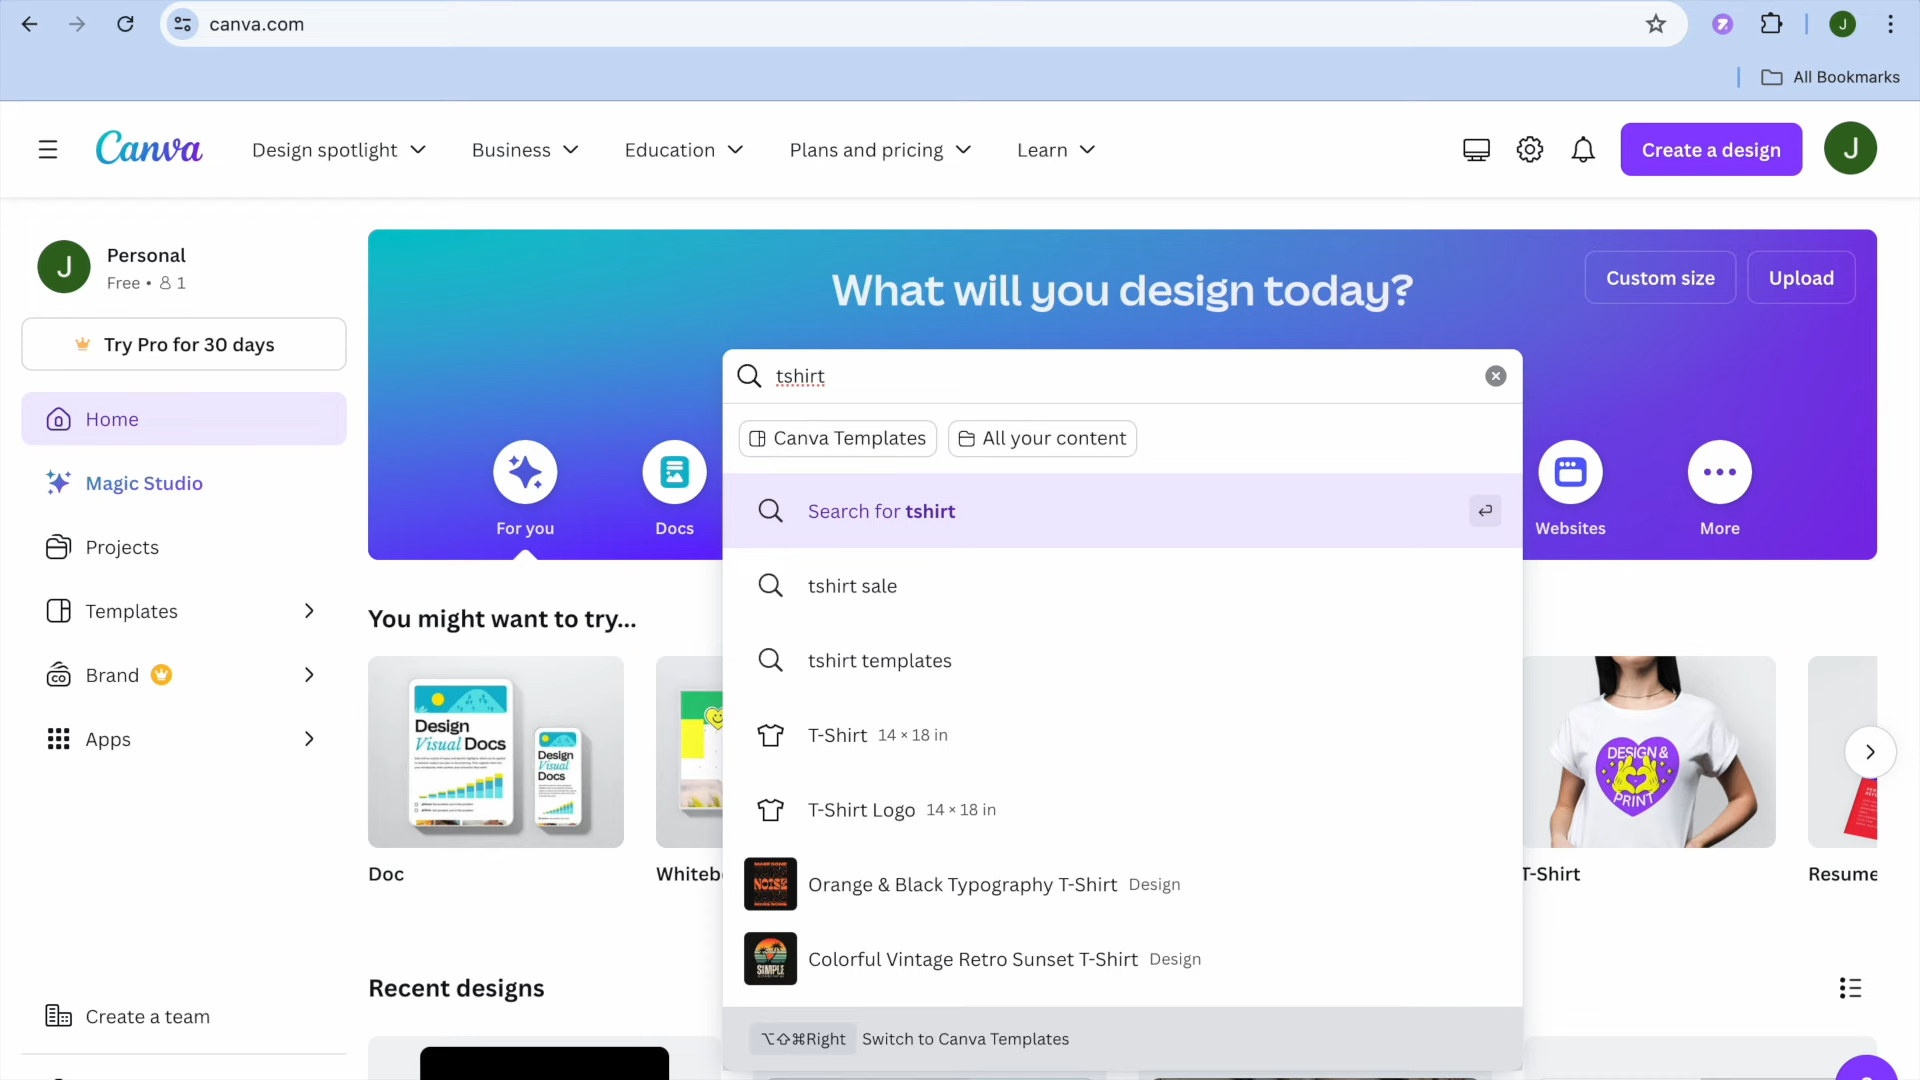 canva.com
J
All Bookmarks
Canva
Design spotlight
Business
Education
Plans and pricing
Learn
Create a design
J
J
Personal
Free • 1
Try Pro for 30 days
Home
Magic Studio
Projects
Templates
Brand
Apps
Create a team
What will you design today?
Custom size
Upload
tshirt
Canva Templates
All your content
Search for tshirt
tshirt sale
tshirt templates
T-Shirt 14 × 18 in
T-Shirt Logo 14 × 18 in
NOISE
Orange & Black Typography T-Shirt Design
SIMPLE
Colorful Vintage Retro Sunset T-Shirt Design
⌥⇧⌘Right Switch to Canva Templates
For you
Docs
Websites
More
You might want to try...
Design
Visual Docs
Design
Visual
Docs
DESIGN &
PRINT
Doc
Whiteb
T-Shirt
Resume
Recent designs